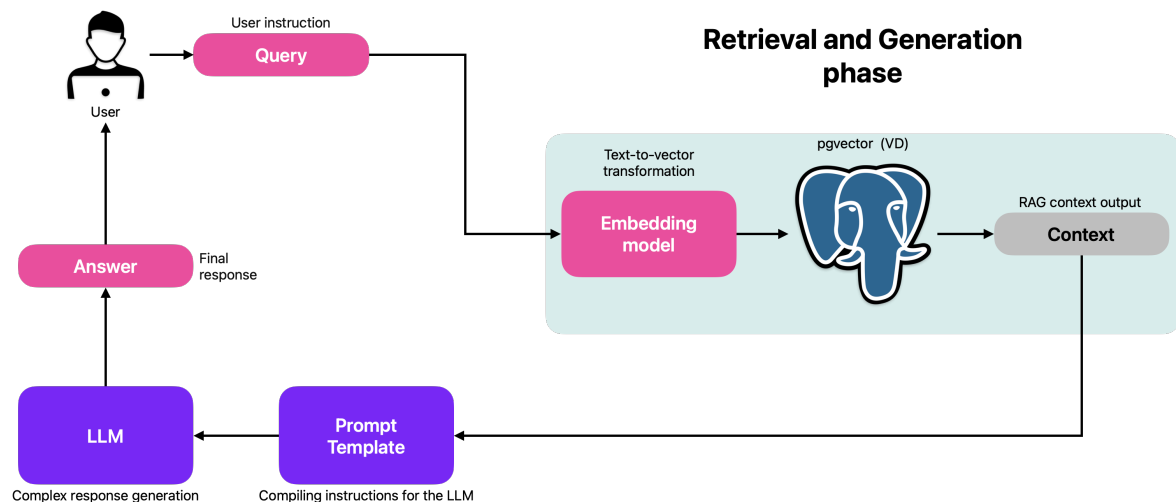 Retrieval and Generation
phase
User instruction
Query
User
pgvector (VD)
Text-to-vector
transformation
Embedding
model
RAG context output
Context
Answer
Final
response
LLM
Complex response generation
Prompt
Template
Compiling instructions for the LLM